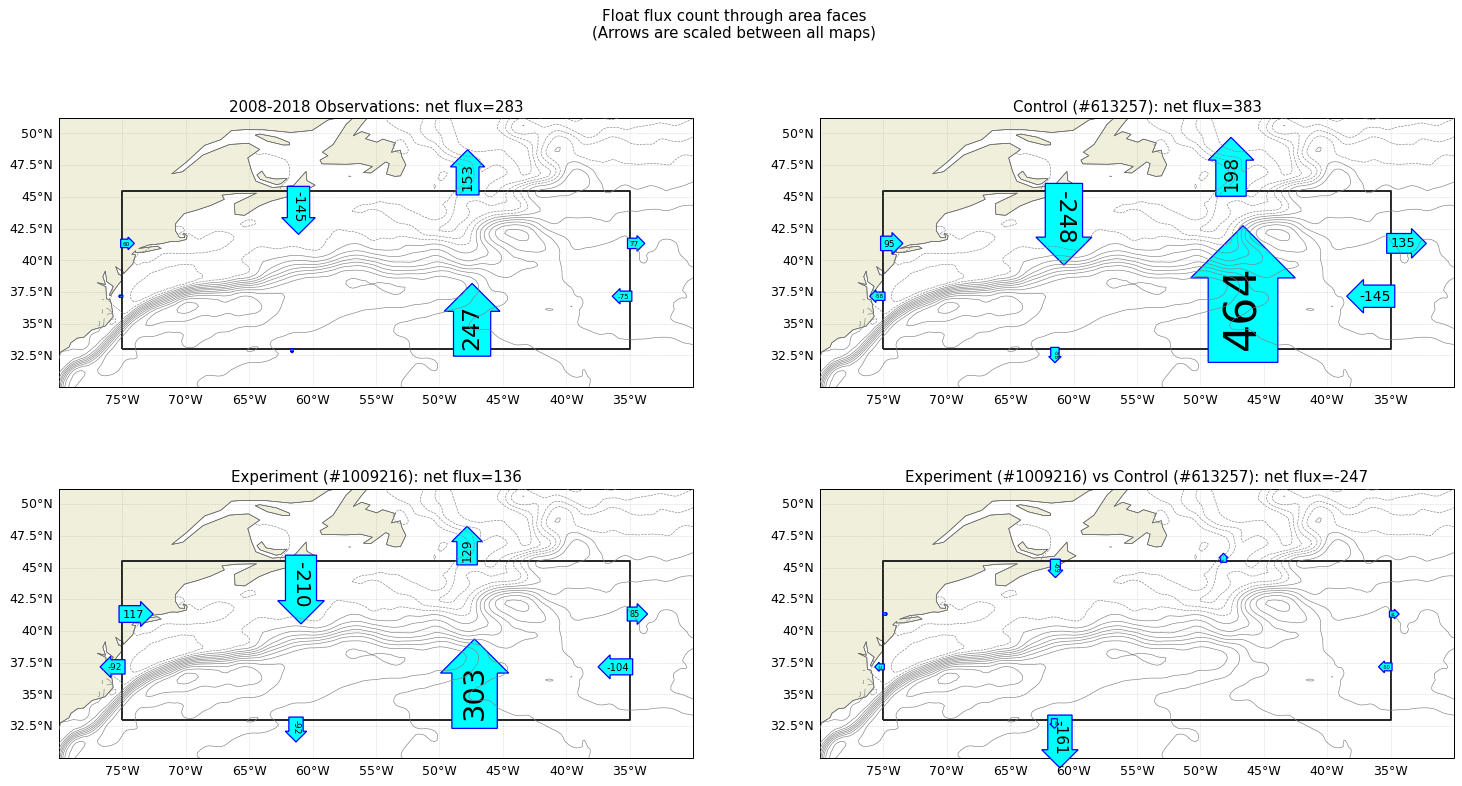 Float flux count through area faces
(Arrows are scaled between all maps)
2008-2018 Observations: net flux=283
50°N
47.5°N
45°N
42.5°N
40°N
37.5°N
35°N
32.5°N
153
-145
77
-75
247
75°W 70°W 65°W 60°W 55°W 50°W 45°W 40°W 35°W
Control (#613257): net flux=383
50°N
47.5°N
45°N
42.5°N
40°N
37.5°N
35°N
32.5°N
198
-248
95
135
-145
464
75°W 70°W 65°W 60°W 55°W 50°W 45°W 40°W 35°W
Experiment (#1009216): net flux=136
50°N
47.5°N
45°N
42.5°N
40°N
37.5°N
35°N
32.5°N
129
-210
117
85
-92
-104
303
-92
75°W 70°W 65°W 60°W 55°W 50°W 45°W 40°W 35°W
Experiment (#1009216) vs Control (#613257): net flux=-247
50°N
47.5°N
45°N
42.5°N
40°N
37.5°N
35°N
32.5°N
-161
75°W 70°W 65°W 60°W 55°W 50°W 45°W 40°W 35°W